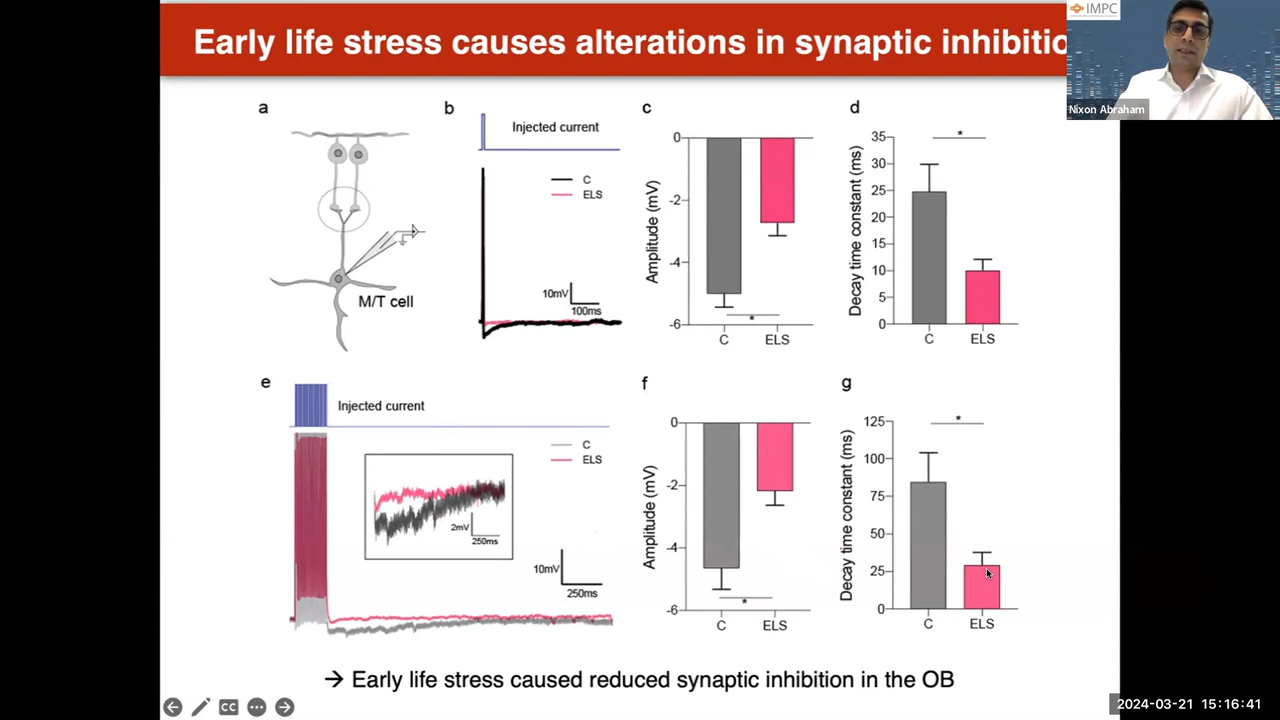 Early life stress causes alterations in synaptic inhibitio
IMPC
Nixon Abraham
a
M/T cell
b
Injected current
C
ELS
10mV
100ms
c
Amplitude (mV)
0
-2
-4
-6
*
C ELS
d
Decay time constant (ms)
35
30
25
20
15
10
5
0
*
C ELS
e
Injected current
C
ELS
2mV
250ms
10mV
250ms
f
Amplitude (mV)
0
-2
-4
-6
*
C ELS
g
Decay time constant (ms)
125
100
75
50
25
0
*
C ELS
→ Early life stress caused reduced synaptic inhibition in the OB
CC
2024-03-21 15:16:41